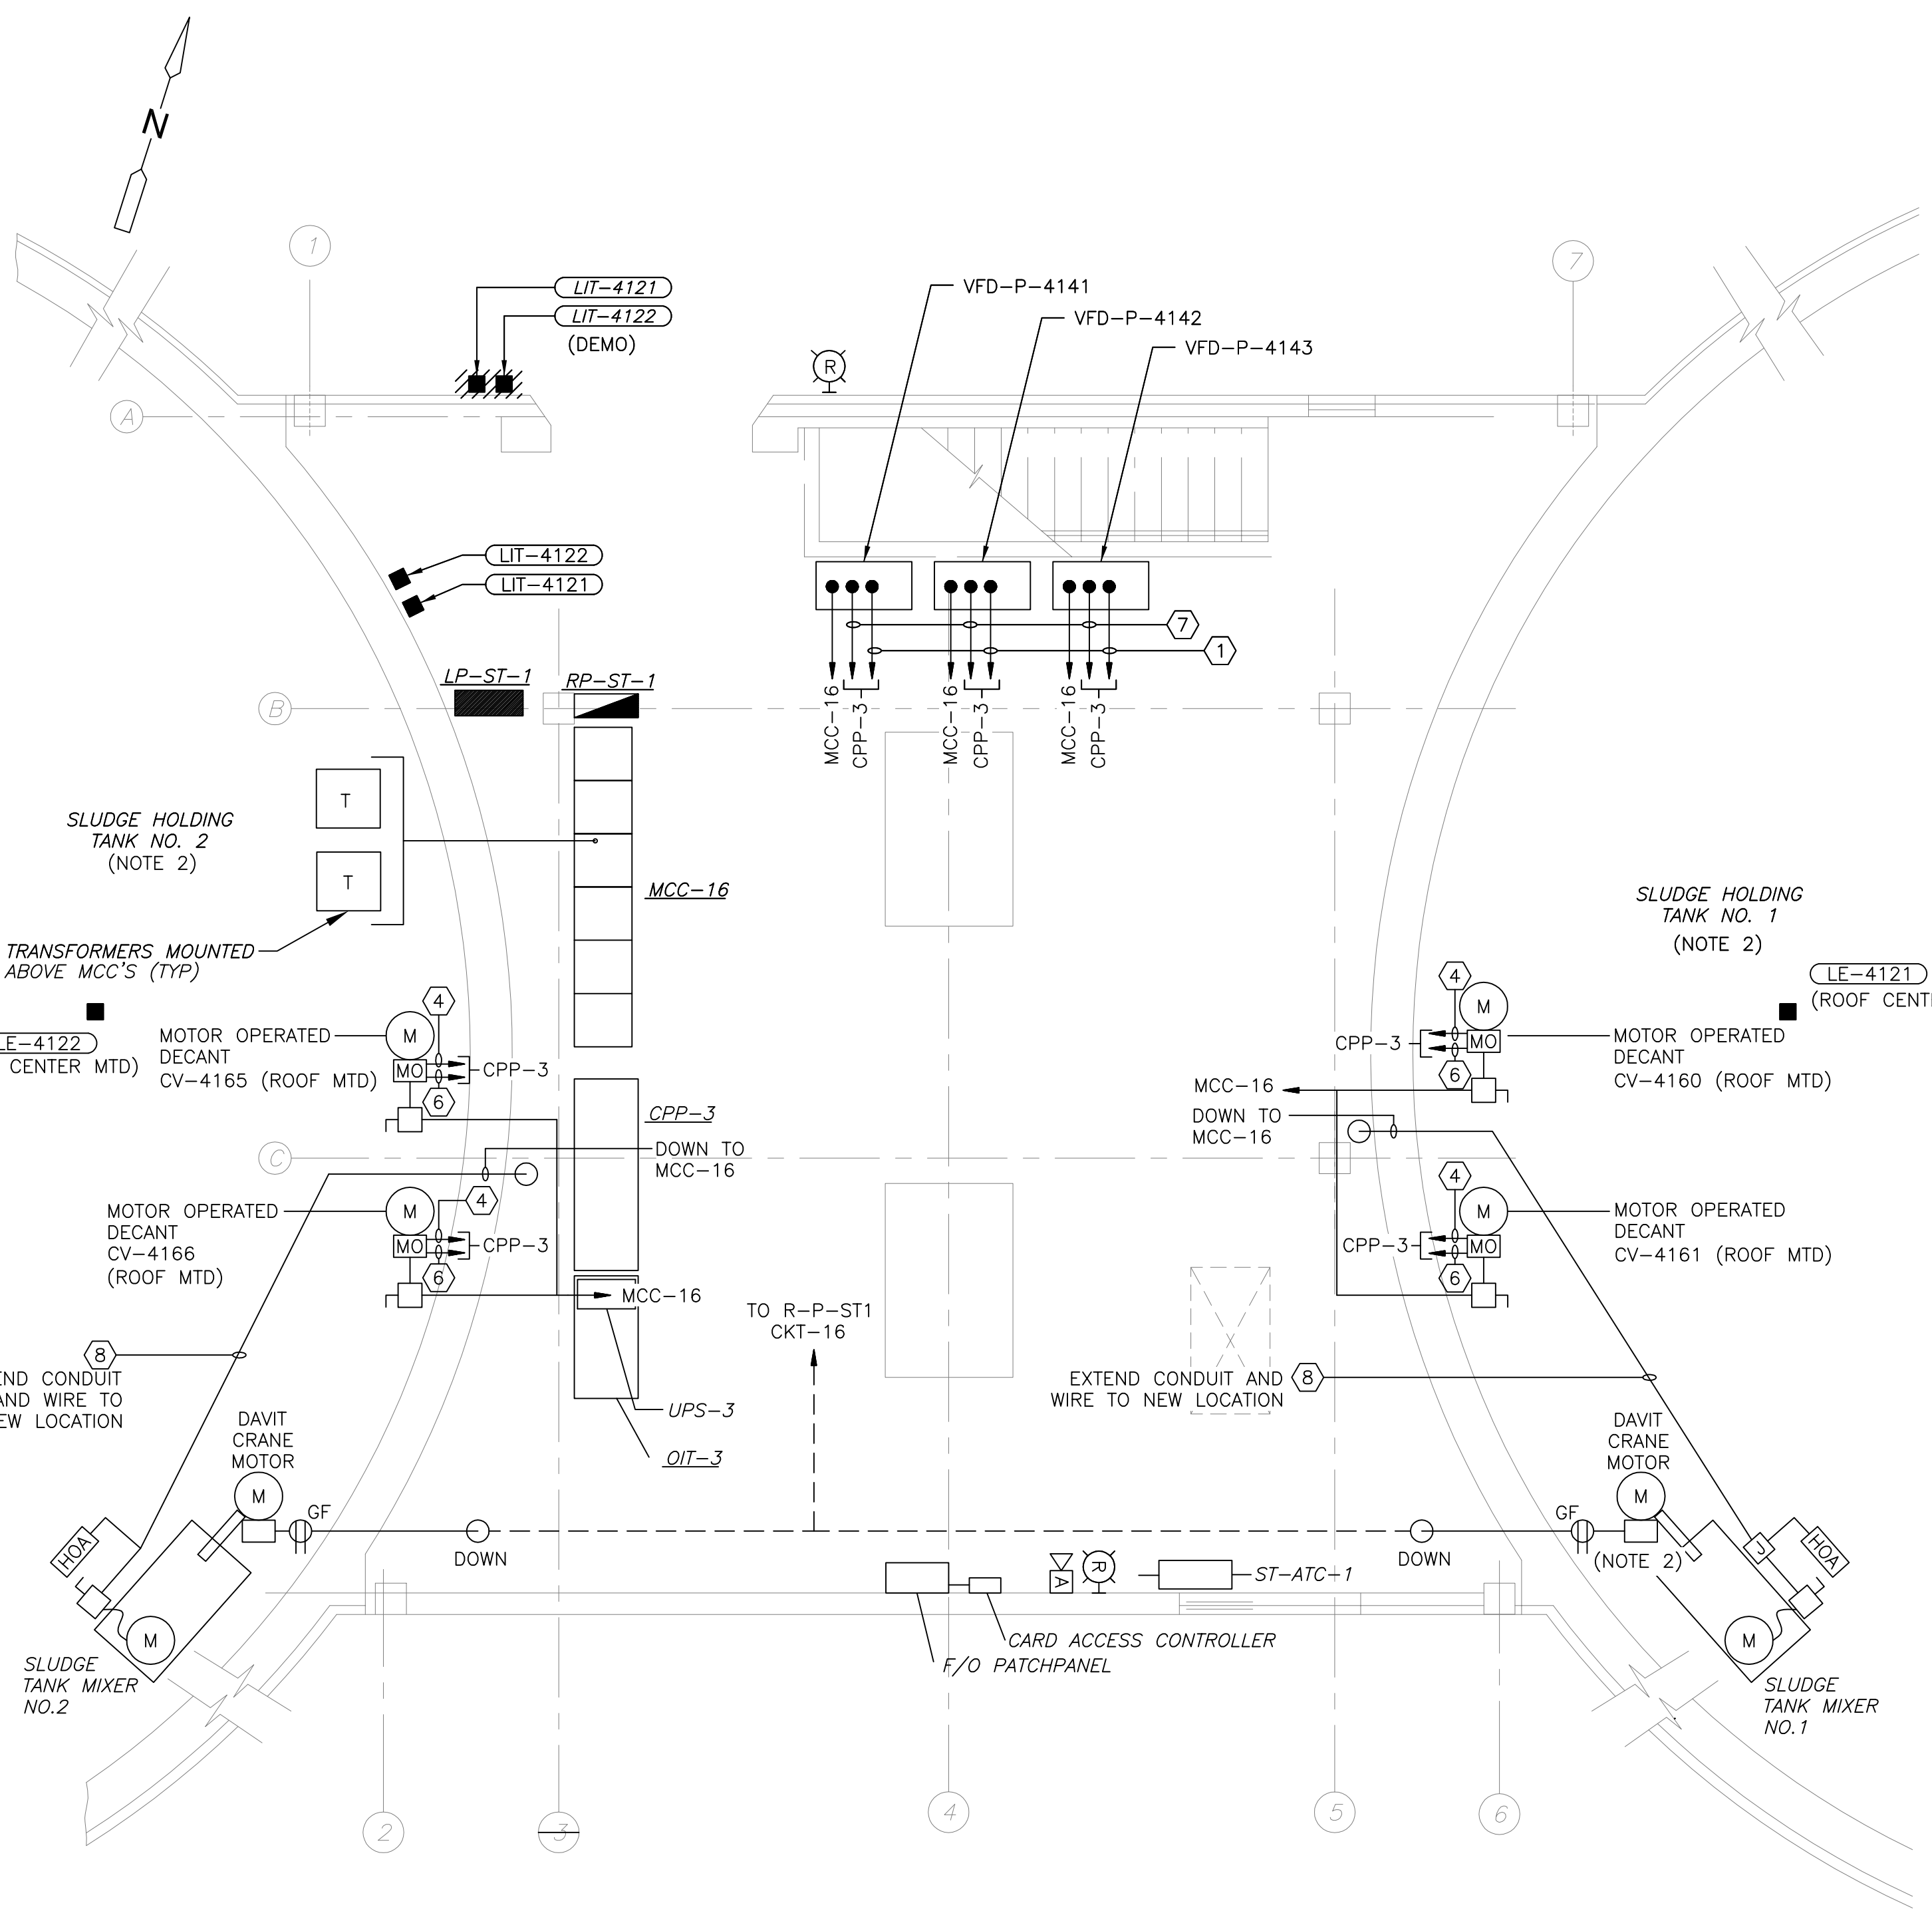 N
1
7
LIT-4121
LIT-4122
(DEMO)
VFD-P-4141
VFD-P-4142
VFD-P-4143
R
A
LIT-4122
LIT-4121
7
1
LP-ST-1
RP-ST-1
B
MCC-16
CPP-3
MCC-16
CPP-3
MCC-16
CPP-3
SLUDGE HOLDING
TANK NO. 2
(NOTE 2)
T
T
MCC-16
TRANSFORMERS MOUNTED
ABOVE MCC'S (TYP)
SLUDGE HOLDING
TANK NO. 1
(NOTE 2)
LE-4121
(ROOF CENT
LE-4122
CENTER MTD)
MOTOR OPERATED
DECANT
CV-4165 (ROOF MTD)
M
MO
4
6
CPP-3
CPP-3
DOWN TO
MCC-16
C
MOTOR OPERATED
DECANT
CV-4166
(ROOF MTD)
M
MO
4
6
CPP-3
MCC-16
CPP-3
4
6
M
MO
MOTOR OPERATED
DECANT
CV-4160 (ROOF MTD)
MCC-16
DOWN TO
MCC-16
CPP-3
4
6
M
MO
MOTOR OPERATED
DECANT
CV-4161 (ROOF MTD)
TO R-P-ST1
CKT-16
8
END CONDUIT
AND WIRE TO
EW LOCATION
EXTEND CONDUIT AND
WIRE TO NEW LOCATION
8
UPS-3
OIT-3
DAVIT
CRANE
MOTOR
M
GF
DOWN
HOA
M
SLUDGE
TANK MIXER
NO.2
DAVIT
CRANE
MOTOR
M
GF
DOWN
(NOTE 2)
J
HOA
M
SLUDGE
TANK MIXER
NO.1
A
R
ST-ATC-1
CARD ACCESS CONTROLLER
F/O PATCHPANEL
2
3
4
5
6